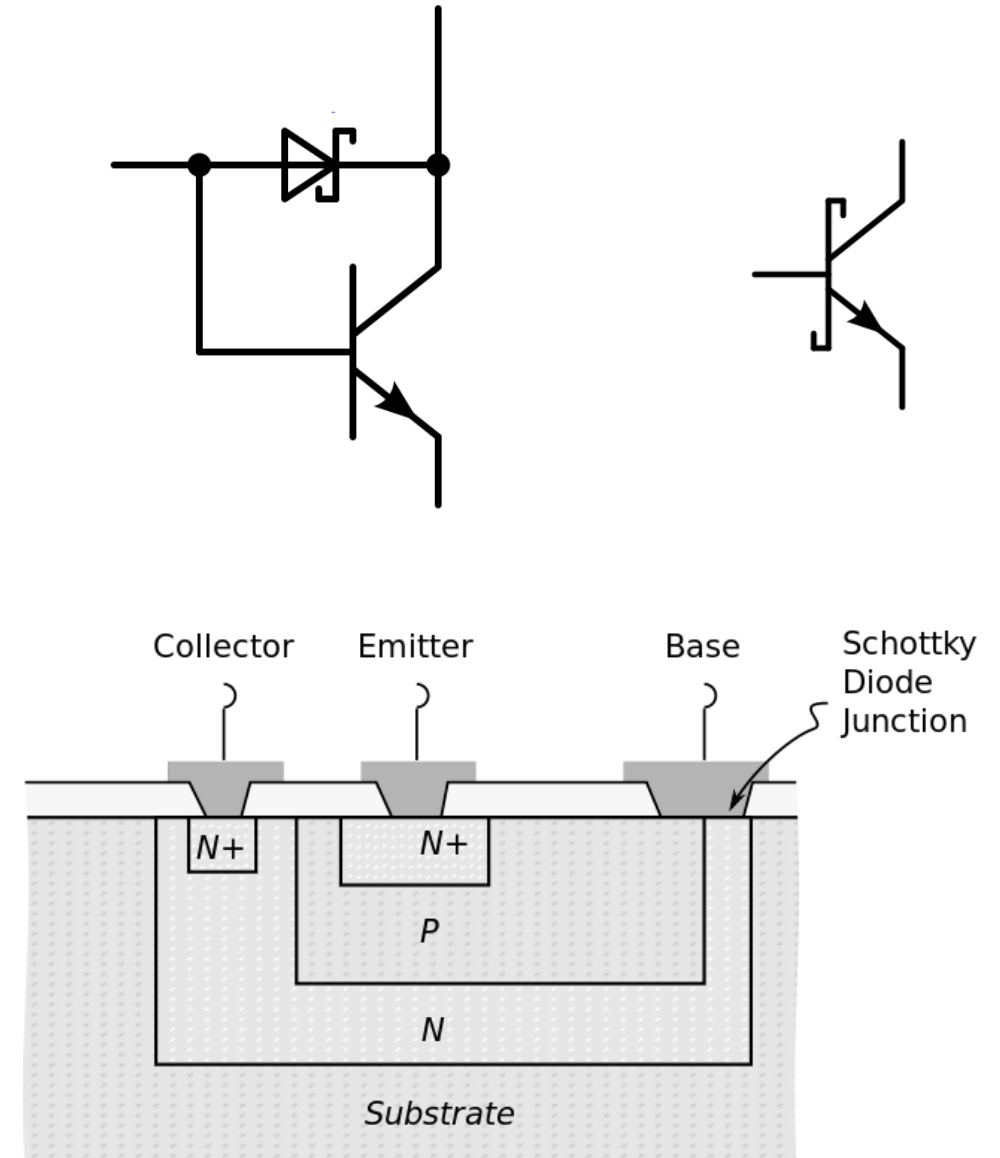 Collector
Emitter
Base
Schottky
Diode
Junction
N+
N+
P
N
Substrate